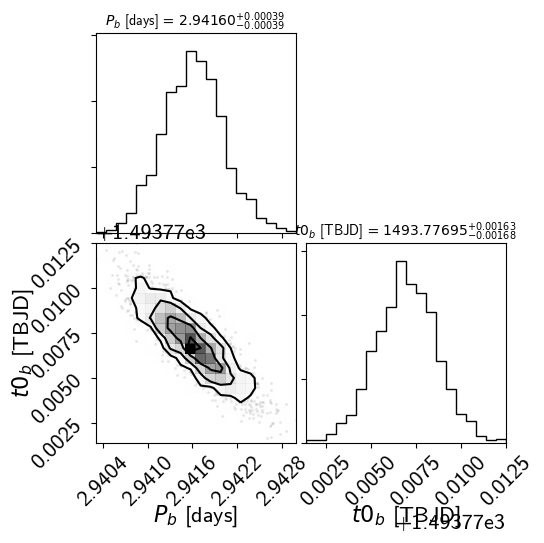 P_b [days] = 2.94160^{+0.00039}_{-0.00039}
+1.49377e3
t0_b [TBJD] = 1493.77695^{+0.00163}_{-0.00168}
t0_b [TBJD]
0.0125
0.0100
0.0075
0.0050
0.0025
2.9404 2.9410 2.9416 2.9422 2.9428
0.0025 0.0050 0.0075 0.0100 0.0125
P_b [days]
t0_b [TBJD]
+1.49377e3